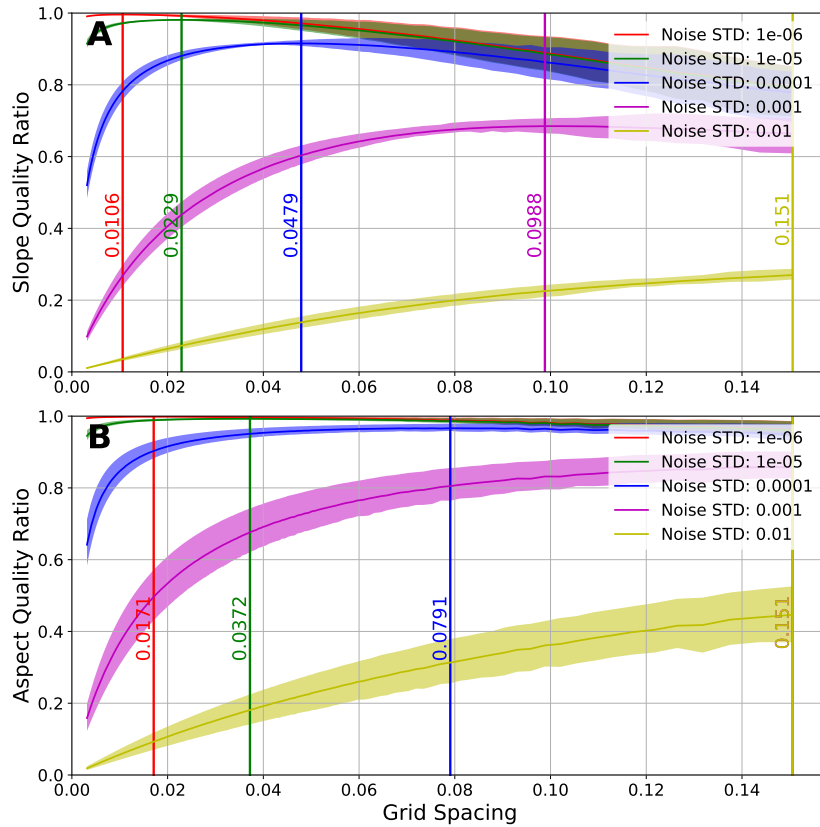 A
1.0
0.8
0.6
0.4
0.2
0.0
Slope Quality Ratio
Noise STD: 1e-06
Noise STD: 1e-05
Noise STD: 0.0001
Noise STD: 0.001
Noise STD: 0.01
0.0106
0.0229
0.0479
0.0988
0.151
0.00 0.02 0.04 0.06 0.08 0.10 0.12 0.14
B
1.0
0.8
0.6
0.4
0.2
0.0
Aspect Quality Ratio
Noise STD: 1e-06
Noise STD: 1e-05
Noise STD: 0.0001
Noise STD: 0.001
Noise STD: 0.01
0.0171
0.0372
0.0791
0.151
0.00 0.02 0.04 0.06 0.08 0.10 0.12 0.14
Grid Spacing